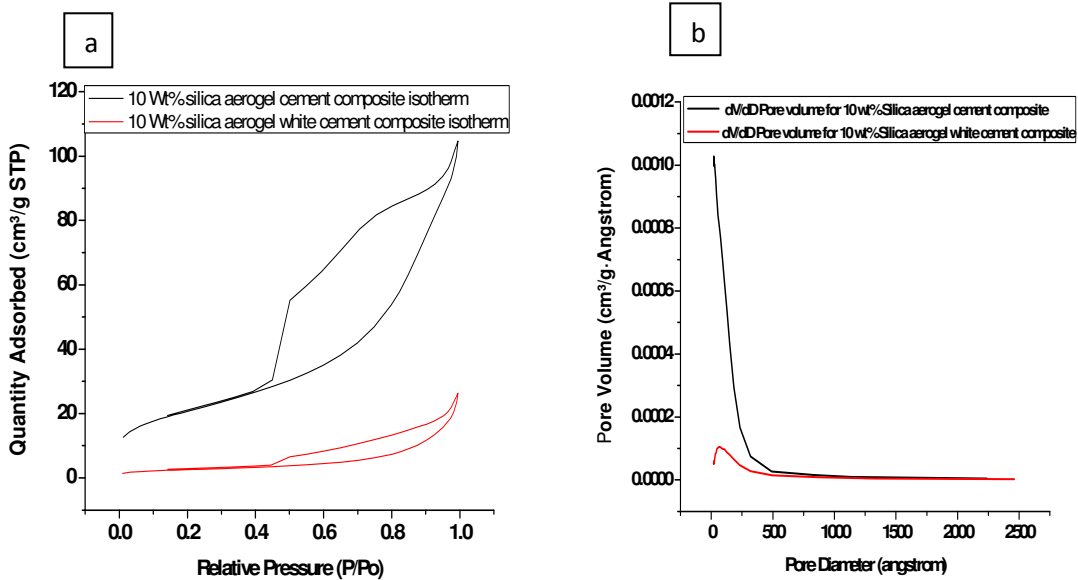 a
120
100
80
60
40
20
0
Quantity Adsorbed (cm³/g STP)
10 Wt% silica aerogel cement composite isotherm
10 Wt% silica aerogel white cement composite isotherm
0.0 0.2 0.4 0.6 0.8 1.0
Relative Pressure (P/Po)
b
0.0012
0.0010
0.0008
0.0006
0.0004
0.0002
0.0000
Pore Volume (cm³/g·Angstrom)
dV/dD Pore volume for 10 wt% Silica aerogel cement composite
dV/dD Pore volume for 10 wt% Silica aerogel white cement composite
0 500 1000 1500 2000 2500
Pore Diameter (angstrom)